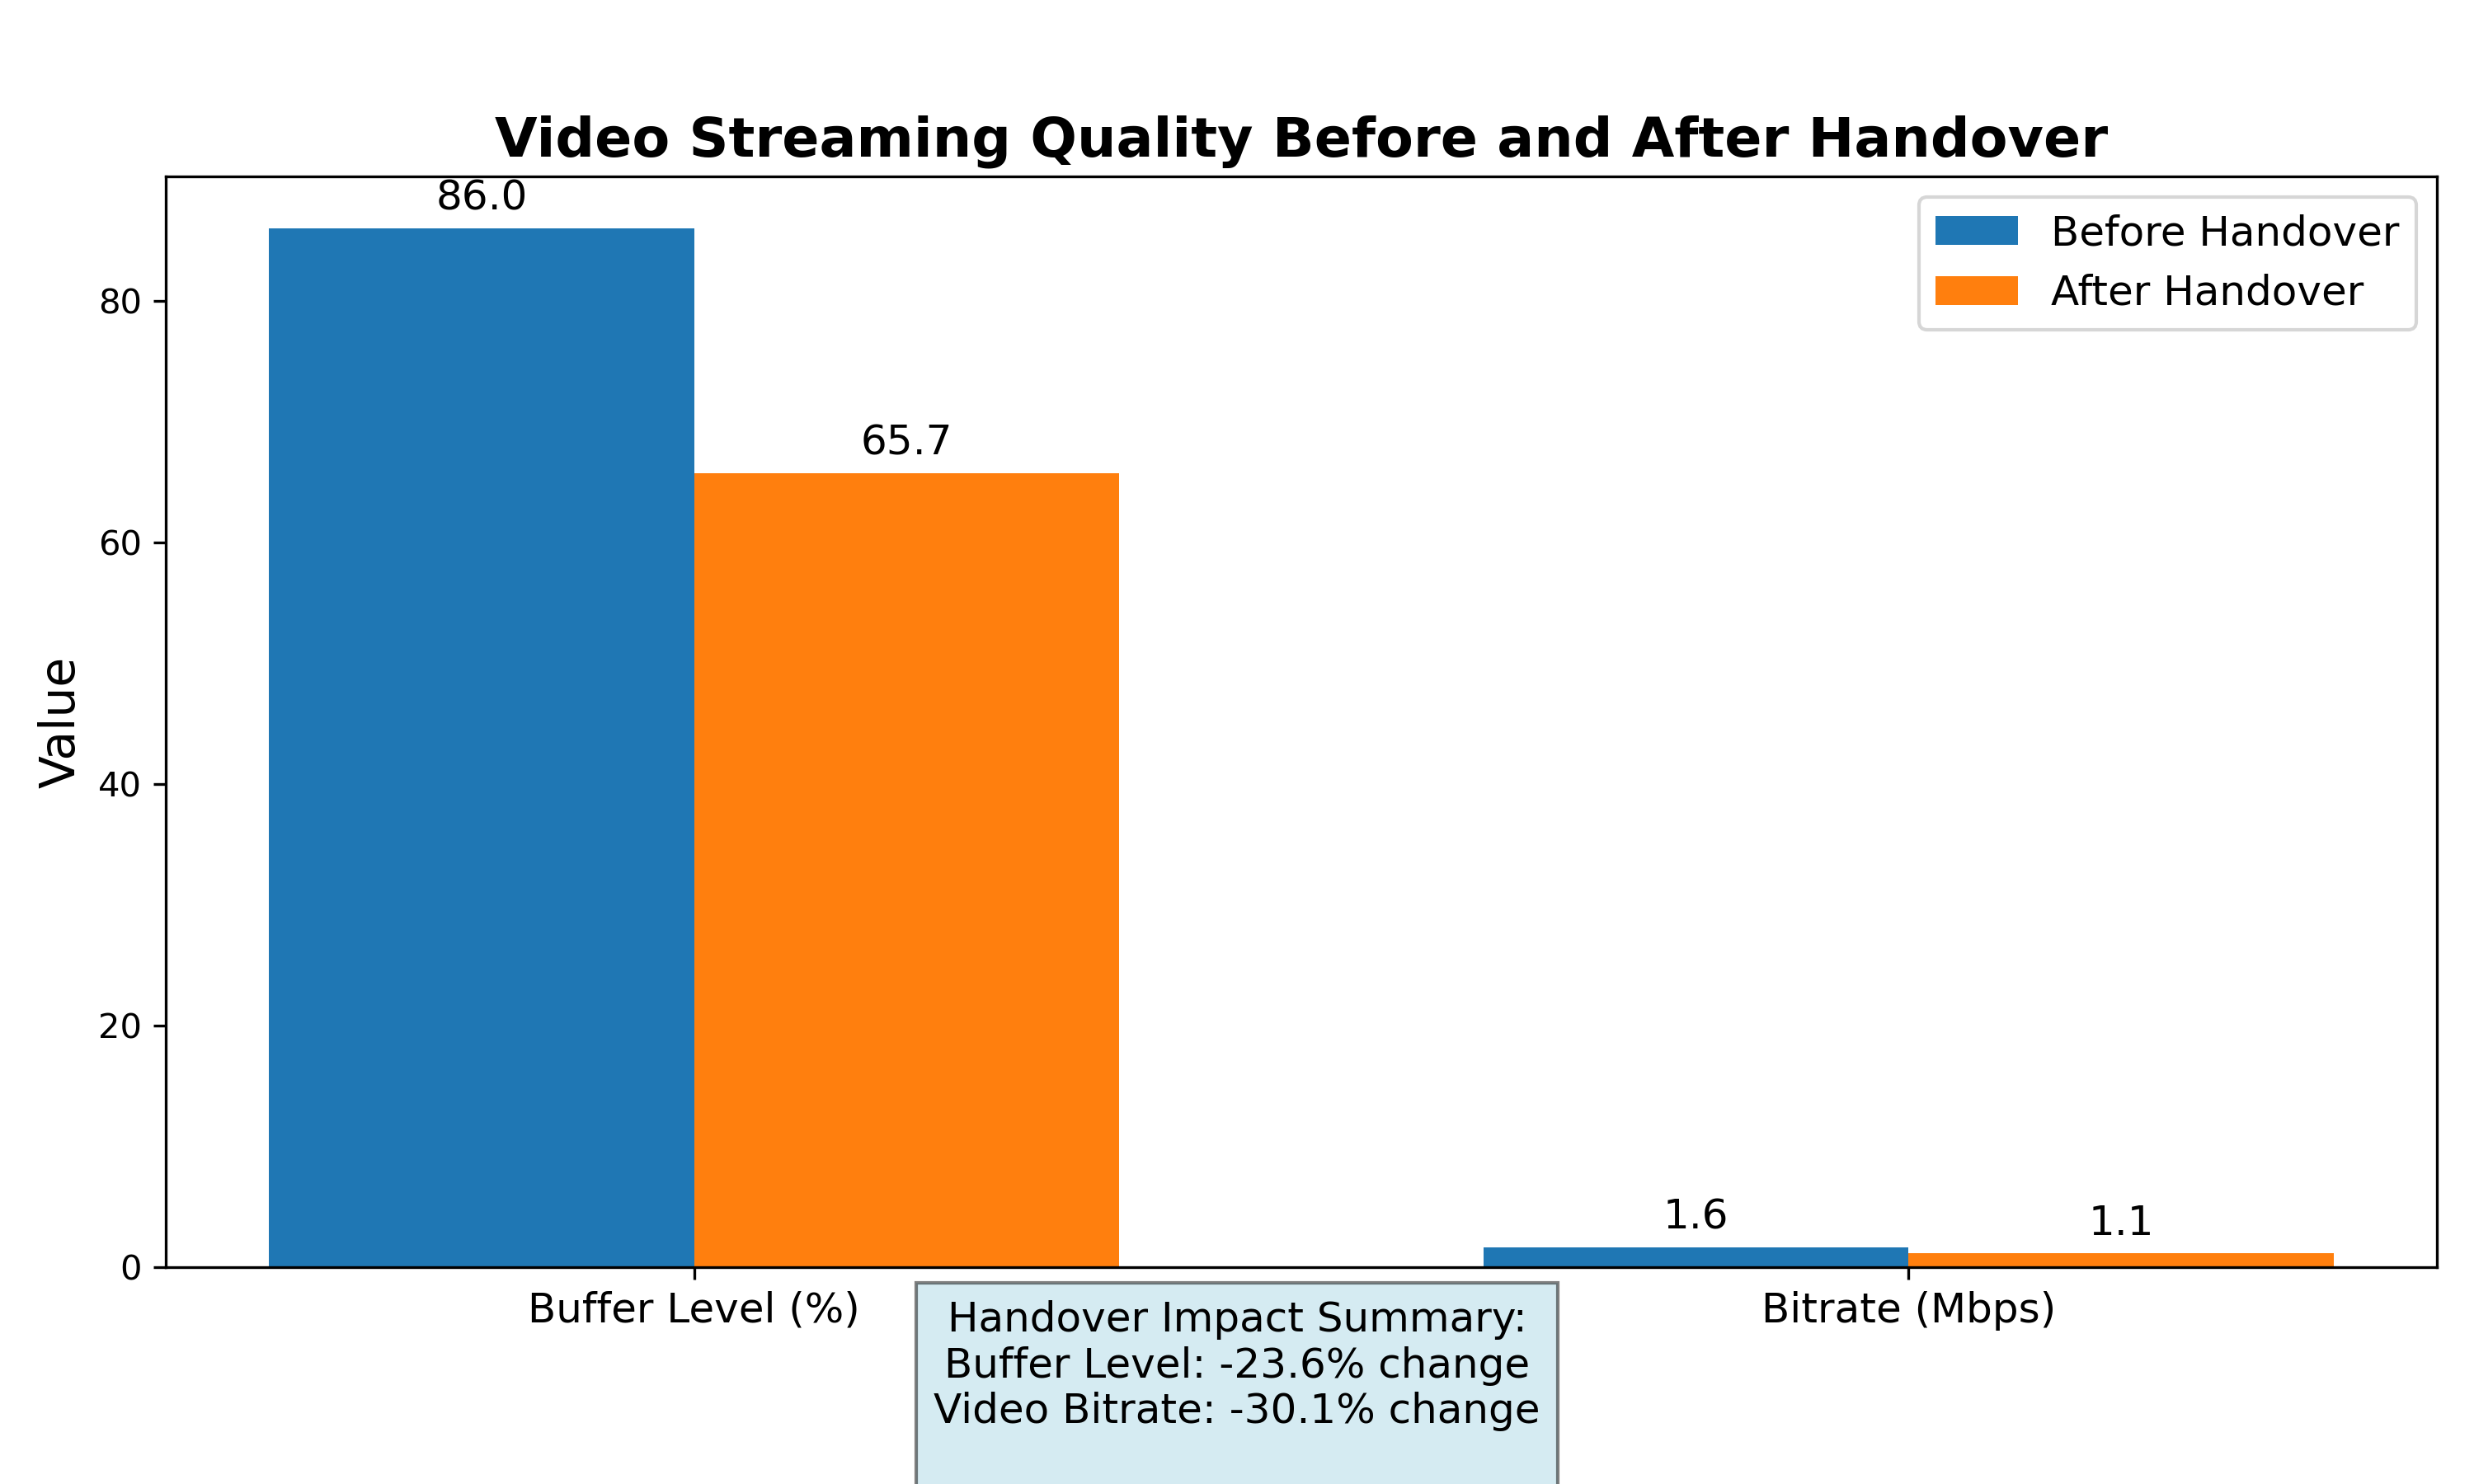 Video Streaming Quality Before and After Handover
86.0
Before Handover
After Handover
80
65.7
60
Value
40
20
1.6
1.1
0
Buffer Level (%)
Bitrate (Mbps)
Handover Impact Summary:
Buffer Level: -23.6% change
Video Bitrate: -30.1% change